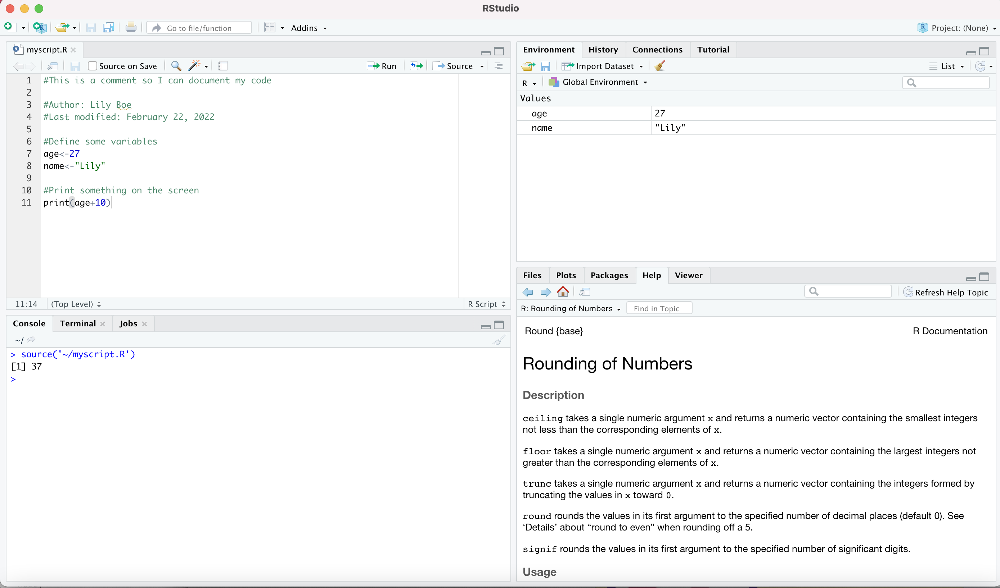 RStudio
Go to file/function
Addins
Project: (None)
myscript.R
Source on Save
Run
Source
1 #This is a comment so I can document my code
2
3 #Author: Lily Boe
4 #Last modified: February 22, 2022
5
6 #Define some variables
7 age<-27
8 name<-"Lily"
9
10 #Print something on the screen
11 print(age+10)
11:14 (Top Level) R Script
Console Terminal Jobs
~/
> source('~/myscript.R')
[1] 37
>
Environment History Connections Tutorial
Import Dataset List
R Global Environment
Values
age 27
name "Lily"
Files Plots Packages Help Viewer
Refresh Help Topic
R: Rounding of Numbers Find in Topic
Round {base} R Documentation
Rounding of Numbers
Description
ceiling takes a single numeric argument x and returns a numeric vector containing the smallest integers
not less than the corresponding elements of x.
floor takes a single numeric argument x and returns a numeric vector containing the largest integers not
greater than the corresponding elements of x.
trunc takes a single numeric argument x and returns a numeric vector containing the integers formed by
truncating the values in x toward 0.
round rounds the values in its first argument to the specified number of decimal places (default 0). See
‘Details’ about “round to even” when rounding off a 5.
signif rounds the values in its first argument to the specified number of significant digits.
Usage